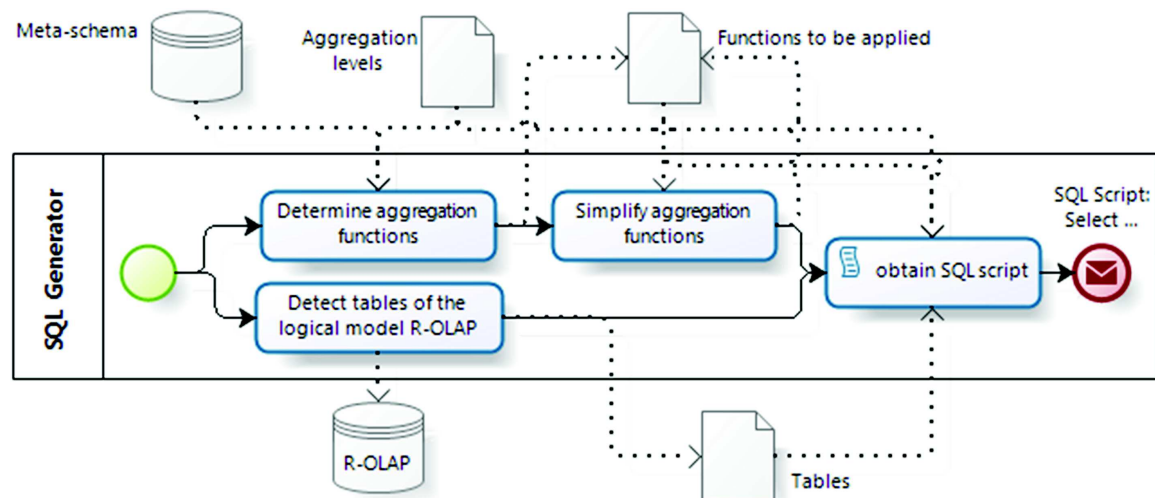 Meta-schema
Aggregation
levels
Functions to be applied
SQL Generator
Determine aggregation
functions
Simplify aggregation
functions
SQL Script:
Select ...
obtain SQL script
Detect tables of the
logical model R-OLAP
R-OLAP
Tables